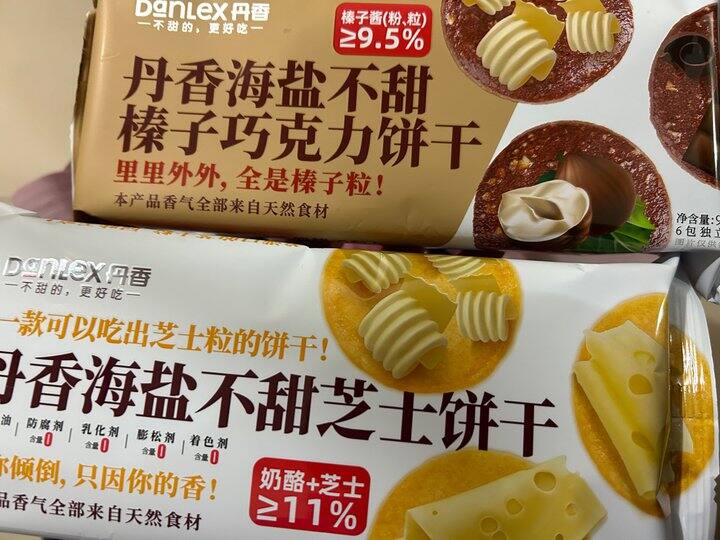 DanLex丹香
—不甜的,更好吃—
榛子酱(粉、粒)
≥9.5%
丹香海盐不甜
榛子巧克力饼干
里里外外,全是榛子粒!
本产品香气全部来自天然食材
净含量:9
6包独立
图片仅供
DanLex丹香
—不甜的,更好吃—
一款可以吃出芝士粒的饼干!
丹香海盐不甜芝士饼干
油 防腐剂 乳化剂 膨松剂 着色剂
含量0 含量0 含量0 含量0
你倾倒,只因你的香!
品香气全部来自天然食材
奶酪+芝士
≥11%